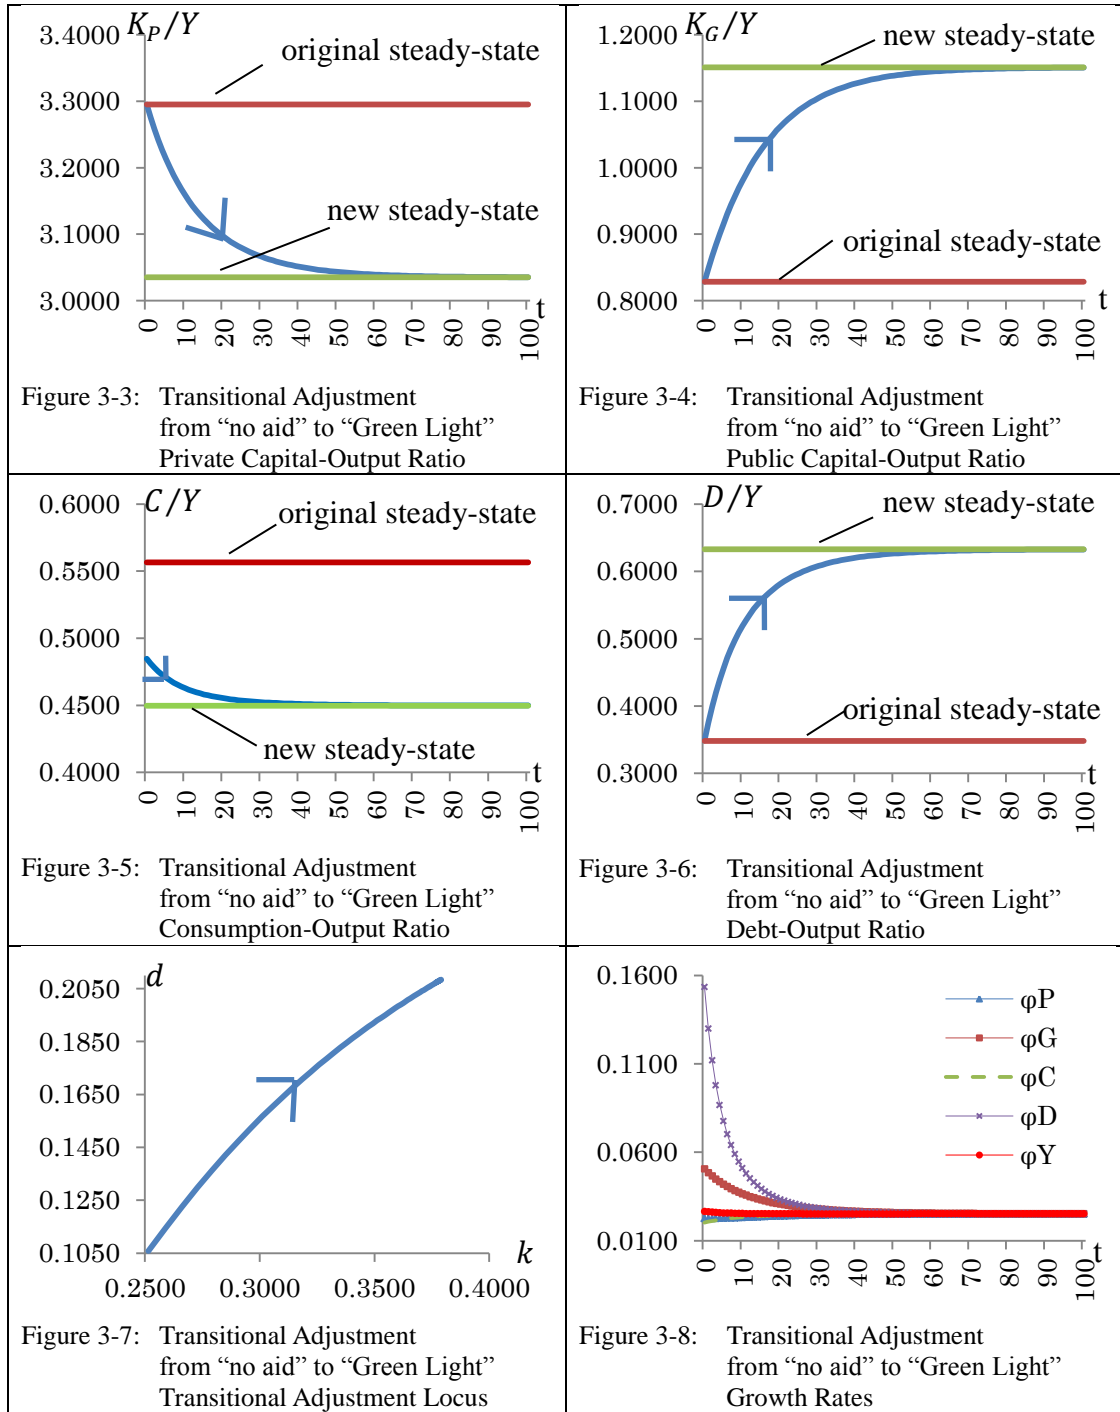 K_P/Y
3.4000
3.3000
3.2000
3.1000
3.0000
original steady-state
new steady-state
0 10 20 30 40 50 60 70 80 90 100
t
Figure 3-3: Transitional Adjustment
from “no aid” to “Green Light”
Private Capital-Output Ratio
K_G/Y
1.2000
1.1000
1.0000
0.9000
0.8000
new steady-state
original steady-state
0 10 20 30 40 50 60 70 80 90 100
t
Figure 3-4: Transitional Adjustment
from “no aid” to “Green Light”
Public Capital-Output Ratio
C/Y
0.6000
0.5500
0.5000
0.4500
0.4000
original steady-state
new steady-state
0 10 20 30 40 50 60 70 80 90 100
t
Figure 3-5: Transitional Adjustment
from “no aid” to “Green Light”
Consumption-Output Ratio
D/Y
0.7000
0.6000
0.5000
0.4000
0.3000
new steady-state
original steady-state
0 10 20 30 40 50 60 70 80 90 100
t
Figure 3-6: Transitional Adjustment
from “no aid” to “Green Light”
Debt-Output Ratio
d
0.2050
0.1850
0.1650
0.1450
0.1250
0.1050
k
0.2500 0.3000 0.3500 0.4000
Figure 3-7: Transitional Adjustment
from “no aid” to “Green Light”
Transitional Adjustment Locus
0.1600
0.1100
0.0600
0.0100
φP
φG
φC
φD
φY
0 10 20 30 40 50 60 70 80 90 100
t
Figure 3-8: Transitional Adjustment
from “no aid” to “Green Light”
Growth Rates